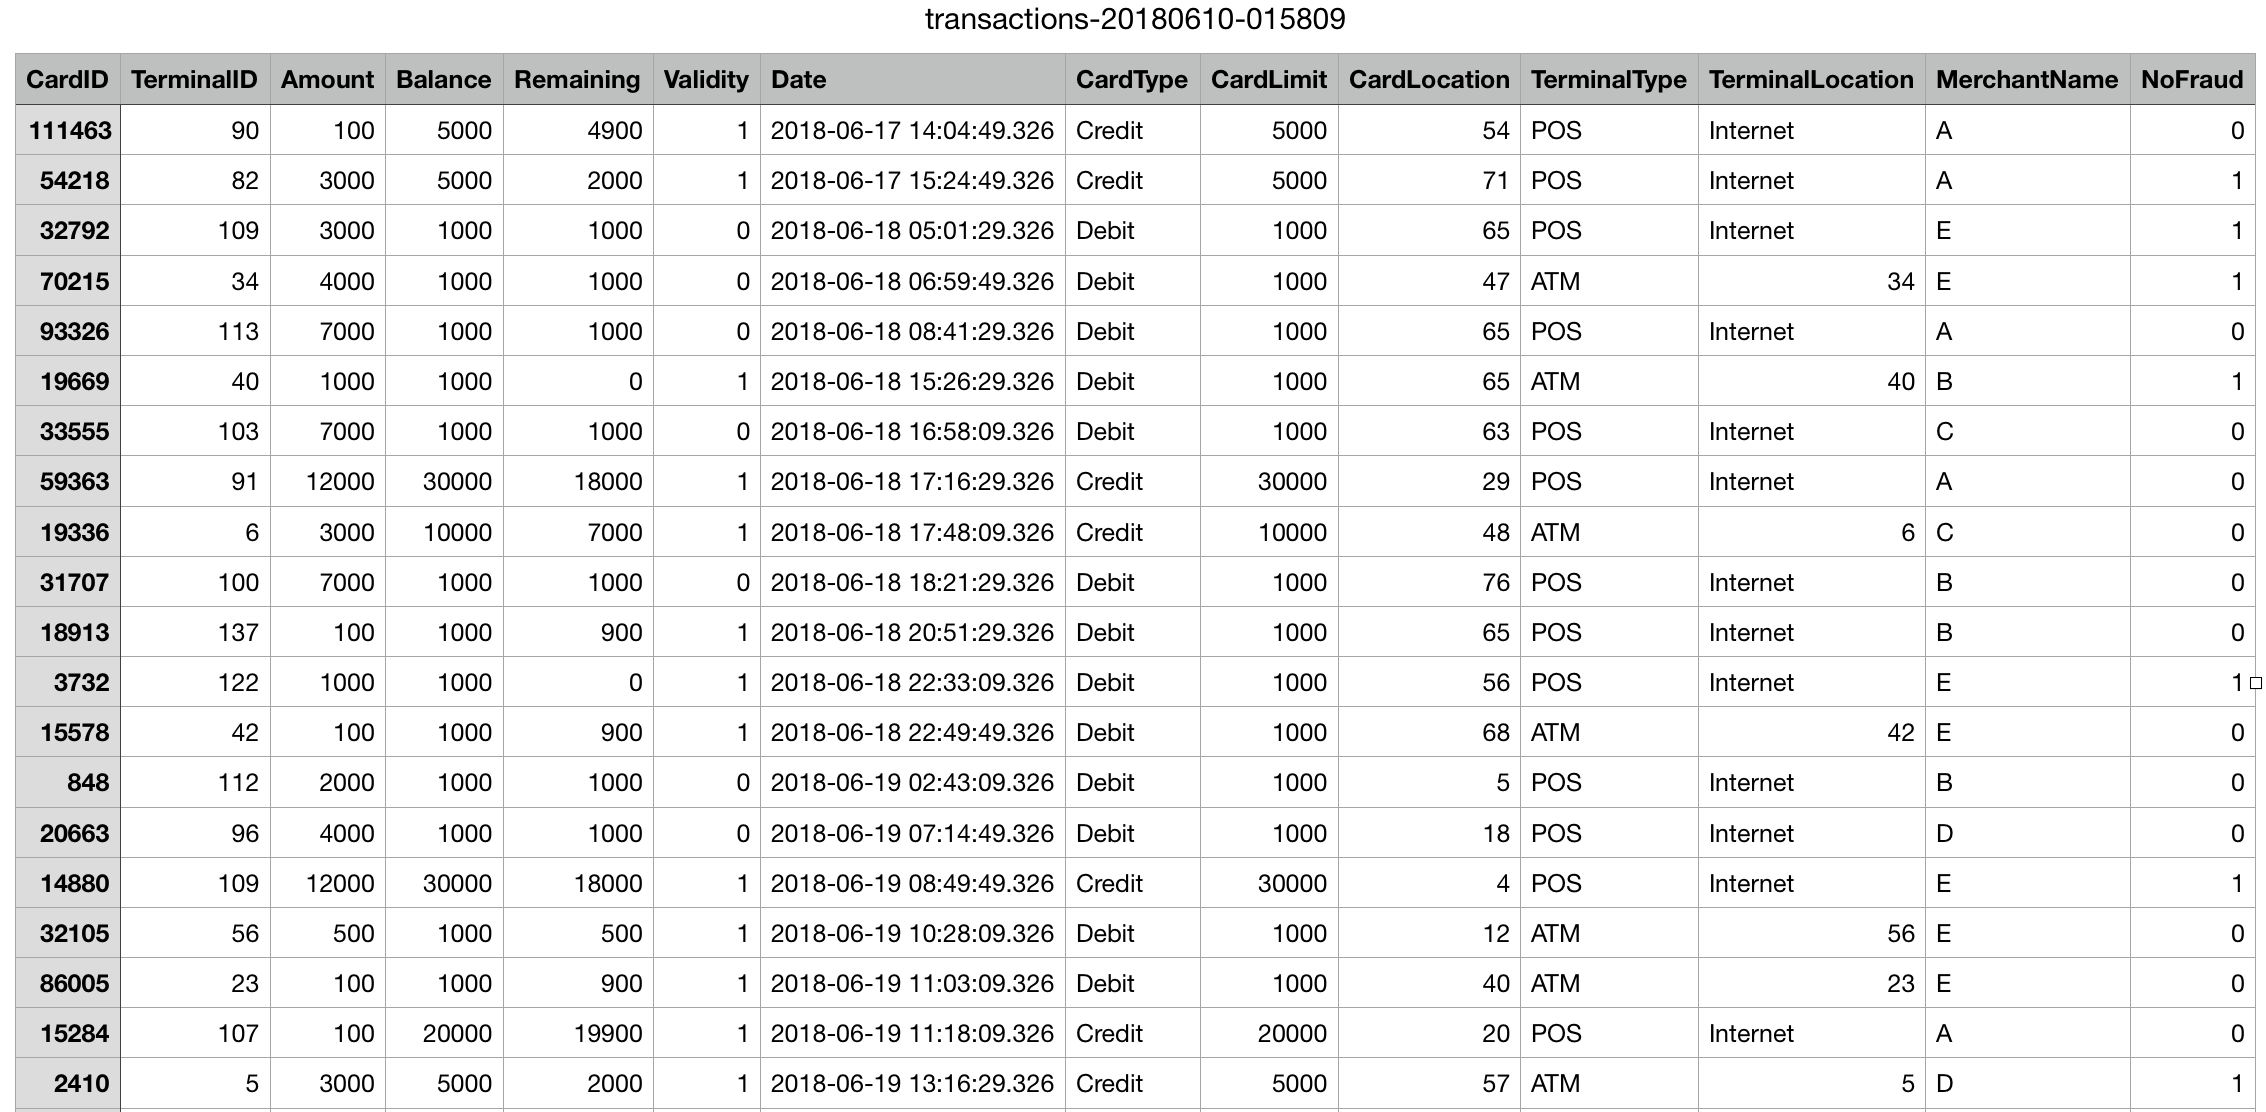 transactions-20180610-015809
CardID TerminalID Amount Balance Remaining Validity Date CardType CardLimit CardLocation TerminalType TerminalLocation MerchantName NoFraud
111463 90 100 5000 4900 1 2018-06-17 14:04:49.326 Credit 5000 54 POS Internet A 0
54218 82 3000 5000 2000 1 2018-06-17 15:24:49.326 Credit 5000 71 POS Internet A 1
32792 109 3000 1000 1000 0 2018-06-18 05:01:29.326 Debit 1000 65 POS Internet E 1
70215 34 4000 1000 1000 0 2018-06-18 06:59:49.326 Debit 1000 47 ATM 34 E 1
93326 113 7000 1000 1000 0 2018-06-18 08:41:29.326 Debit 1000 65 POS Internet A 0
19669 40 1000 1000 0 1 2018-06-18 15:26:29.326 Debit 1000 65 ATM 40 B 1
33555 103 7000 1000 1000 0 2018-06-18 16:58:09.326 Debit 1000 63 POS Internet C 0
59363 91 12000 30000 18000 1 2018-06-18 17:16:29.326 Credit 30000 29 POS Internet A 0
19336 6 3000 10000 7000 1 2018-06-18 17:48:09.326 Credit 10000 48 ATM 6 C 0
31707 100 7000 1000 1000 0 2018-06-18 18:21:29.326 Debit 1000 76 POS Internet B 0
18913 137 100 1000 900 1 2018-06-18 20:51:29.326 Debit 1000 65 POS Internet B 0
3732 122 1000 1000 0 1 2018-06-18 22:33:09.326 Debit 1000 56 POS Internet E 1
15578 42 100 1000 900 1 2018-06-18 22:49:49.326 Debit 1000 68 ATM 42 E 0
848 112 2000 1000 1000 0 2018-06-19 02:43:09.326 Debit 1000 5 POS Internet B 0
20663 96 4000 1000 1000 0 2018-06-19 07:14:49.326 Debit 1000 18 POS Internet D 0
14880 109 12000 30000 18000 1 2018-06-19 08:49:49.326 Credit 30000 4 POS Internet E 1
32105 56 500 1000 500 1 2018-06-19 10:28:09.326 Debit 1000 12 ATM 56 E 0
86005 23 100 1000 900 1 2018-06-19 11:03:09.326 Debit 1000 40 ATM 23 E 0
15284 107 100 20000 19900 1 2018-06-19 11:18:09.326 Credit 20000 20 POS Internet A 0
2410 5 3000 5000 2000 1 2018-06-19 13:16:29.326 Credit 5000 57 ATM 5 D 1